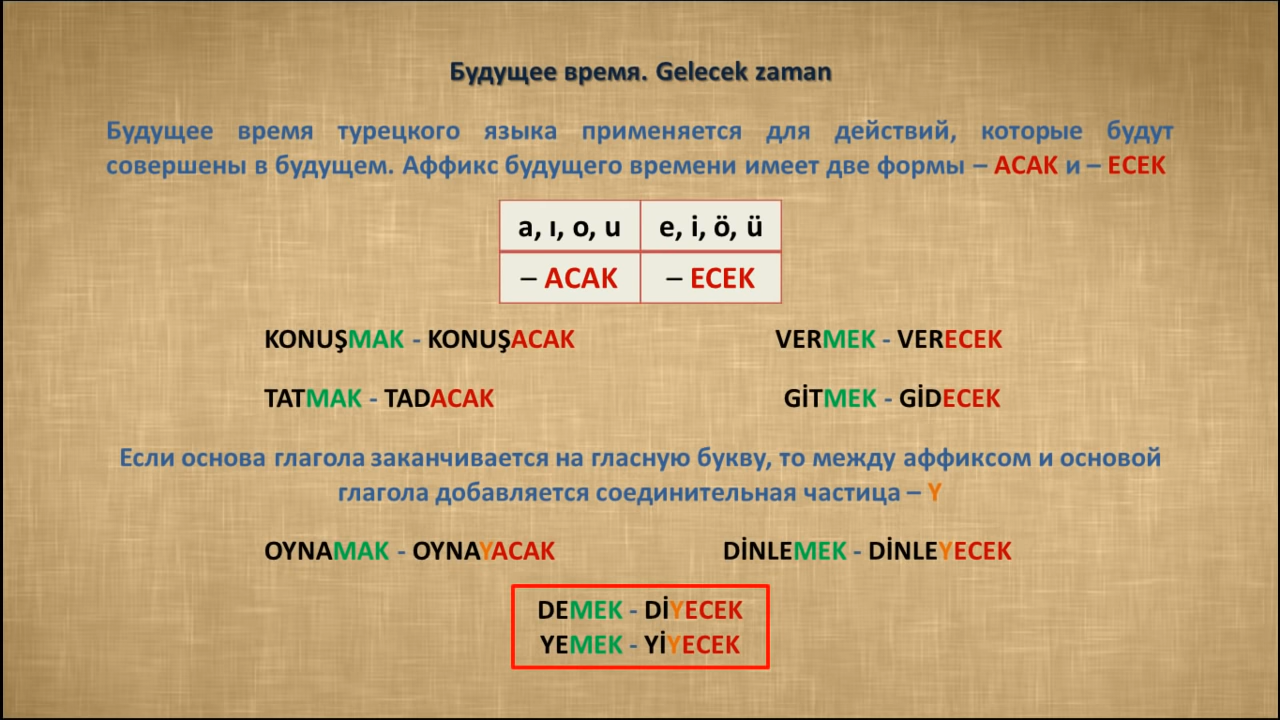 Будущее время. Gelecek zaman
Будущее время турецкого языка применяется для действий, которые будут
совершены в будущем. Аффикс будущего времени имеет две формы – ACAK и – ECEK
a, ı, o, u e, i, ö, ü
– ACAK – ECEK
KONUŞMAK - KONUŞACAK VERMEK - VERECEK
TATMAK - TADACAK GİTMEK - GİDECEK
Если основа глагола заканчивается на гласную букву, то между аффиксом и основой
глагола добавляется соединительная частица – Y
OYNAMAK - OYNAYACAK DİNLEMEK - DİNLEYECEK
DEMEK - DİYECEK
YEMEK - YİYECEK